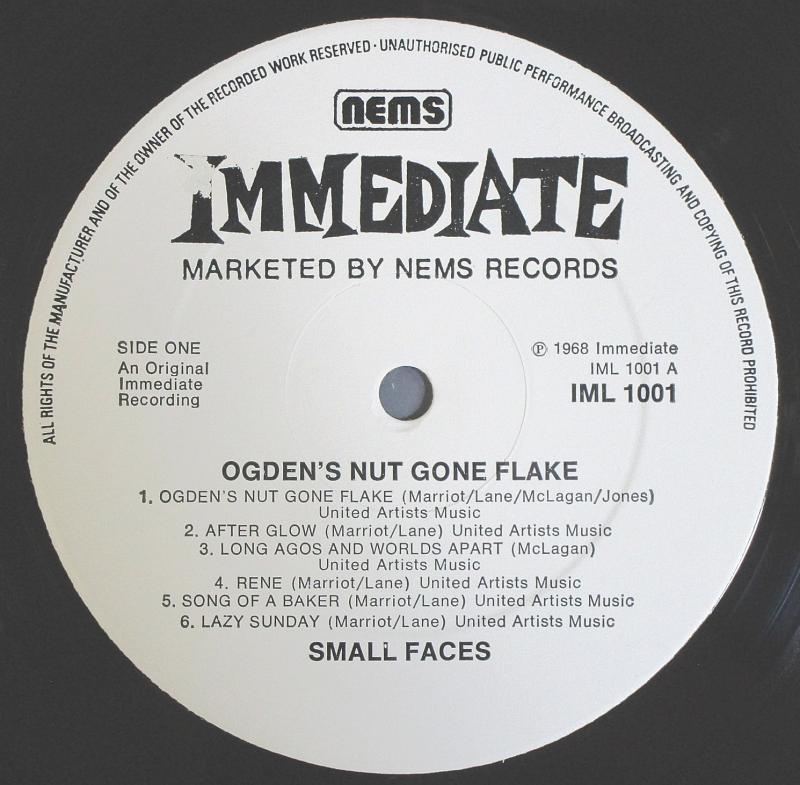 ALL RIGHTS OF THE MANUFACTURER AND OF THE OWNER OF THE RECORDED WORK RESERVED · UNAUTHORISED PUBLIC PERFORMANCE BROADCASTING AND COPYING OF THIS RECORD PROHIBITED
nems
IMMEDIATE
MARKETED BY NEMS RECORDS
SIDE ONE
An Original
Immediate
Recording
℗ 1968 Immediate
IML 1001 A
IML 1001
OGDEN'S NUT GONE FLAKE
1. OGDEN'S NUT GONE FLAKE (Marriot/Lane/McLagan/Jones)
United Artists Music
2. AFTER GLOW (Marriot/Lane) United Artists Music
3. LONG AGOS AND WORLDS APART (McLagan)
United Artists Music
4. RENE (Marriot/Lane) United Artists Music
5. SONG OF A BAKER (Marriot/Lane) United Artists Music
6. LAZY SUNDAY (Marriot/Lane) United Artists Music
SMALL FACES